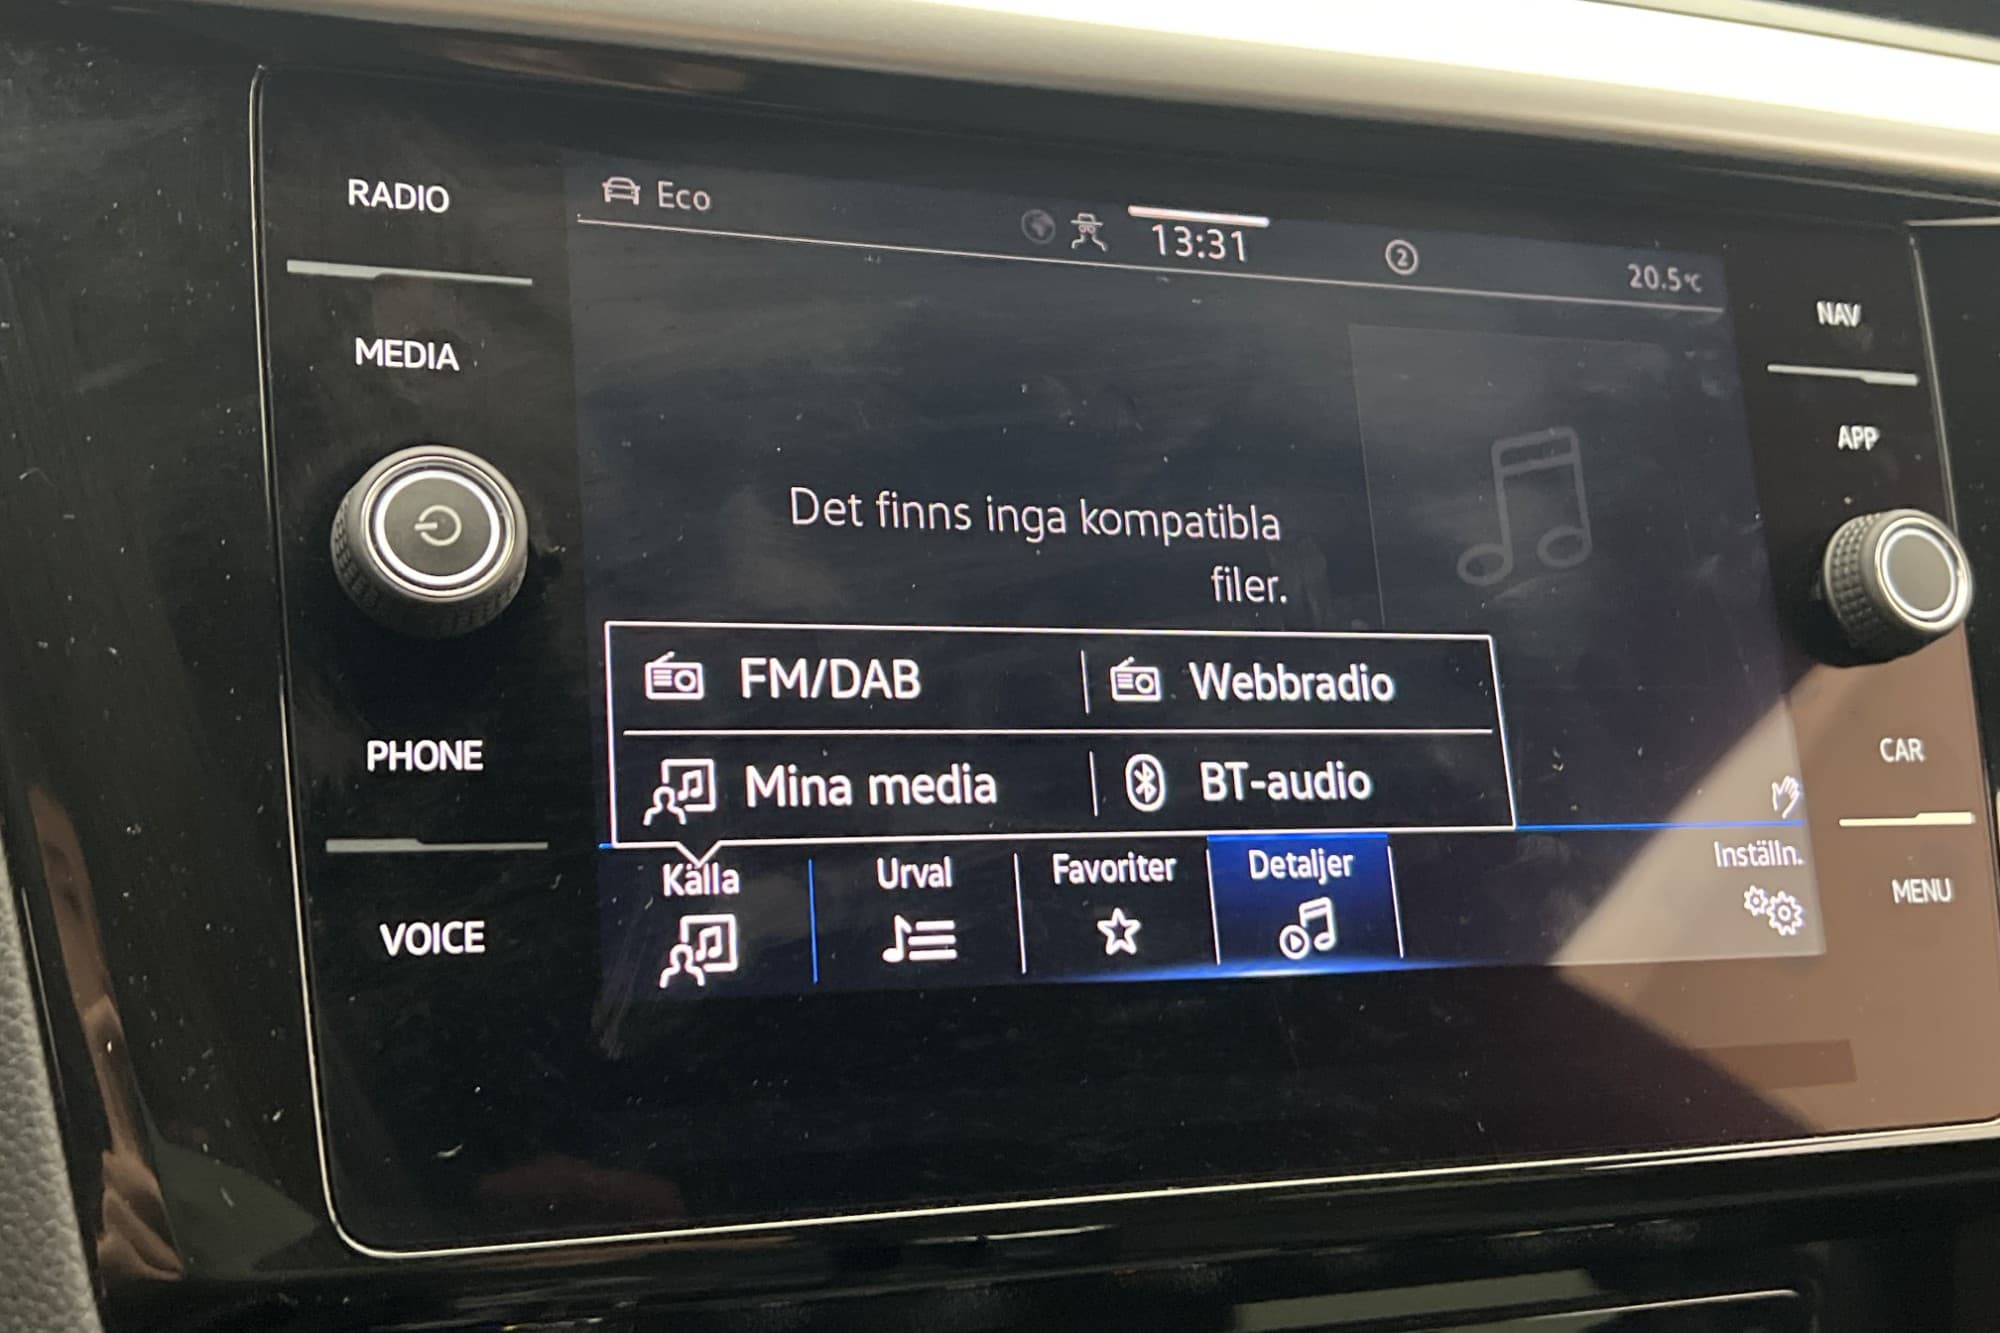 RADIO
MEDIA
PHONE
VOICE
Eco
13:31
2
20.5°C
Det finns inga kompatibla
filer.
FM/DAB
Webbradio
Mina media
BT-audio
Källa
Urval
Favoriter
Detaljer
Inställn.
NAV
APP
CAR
MENU